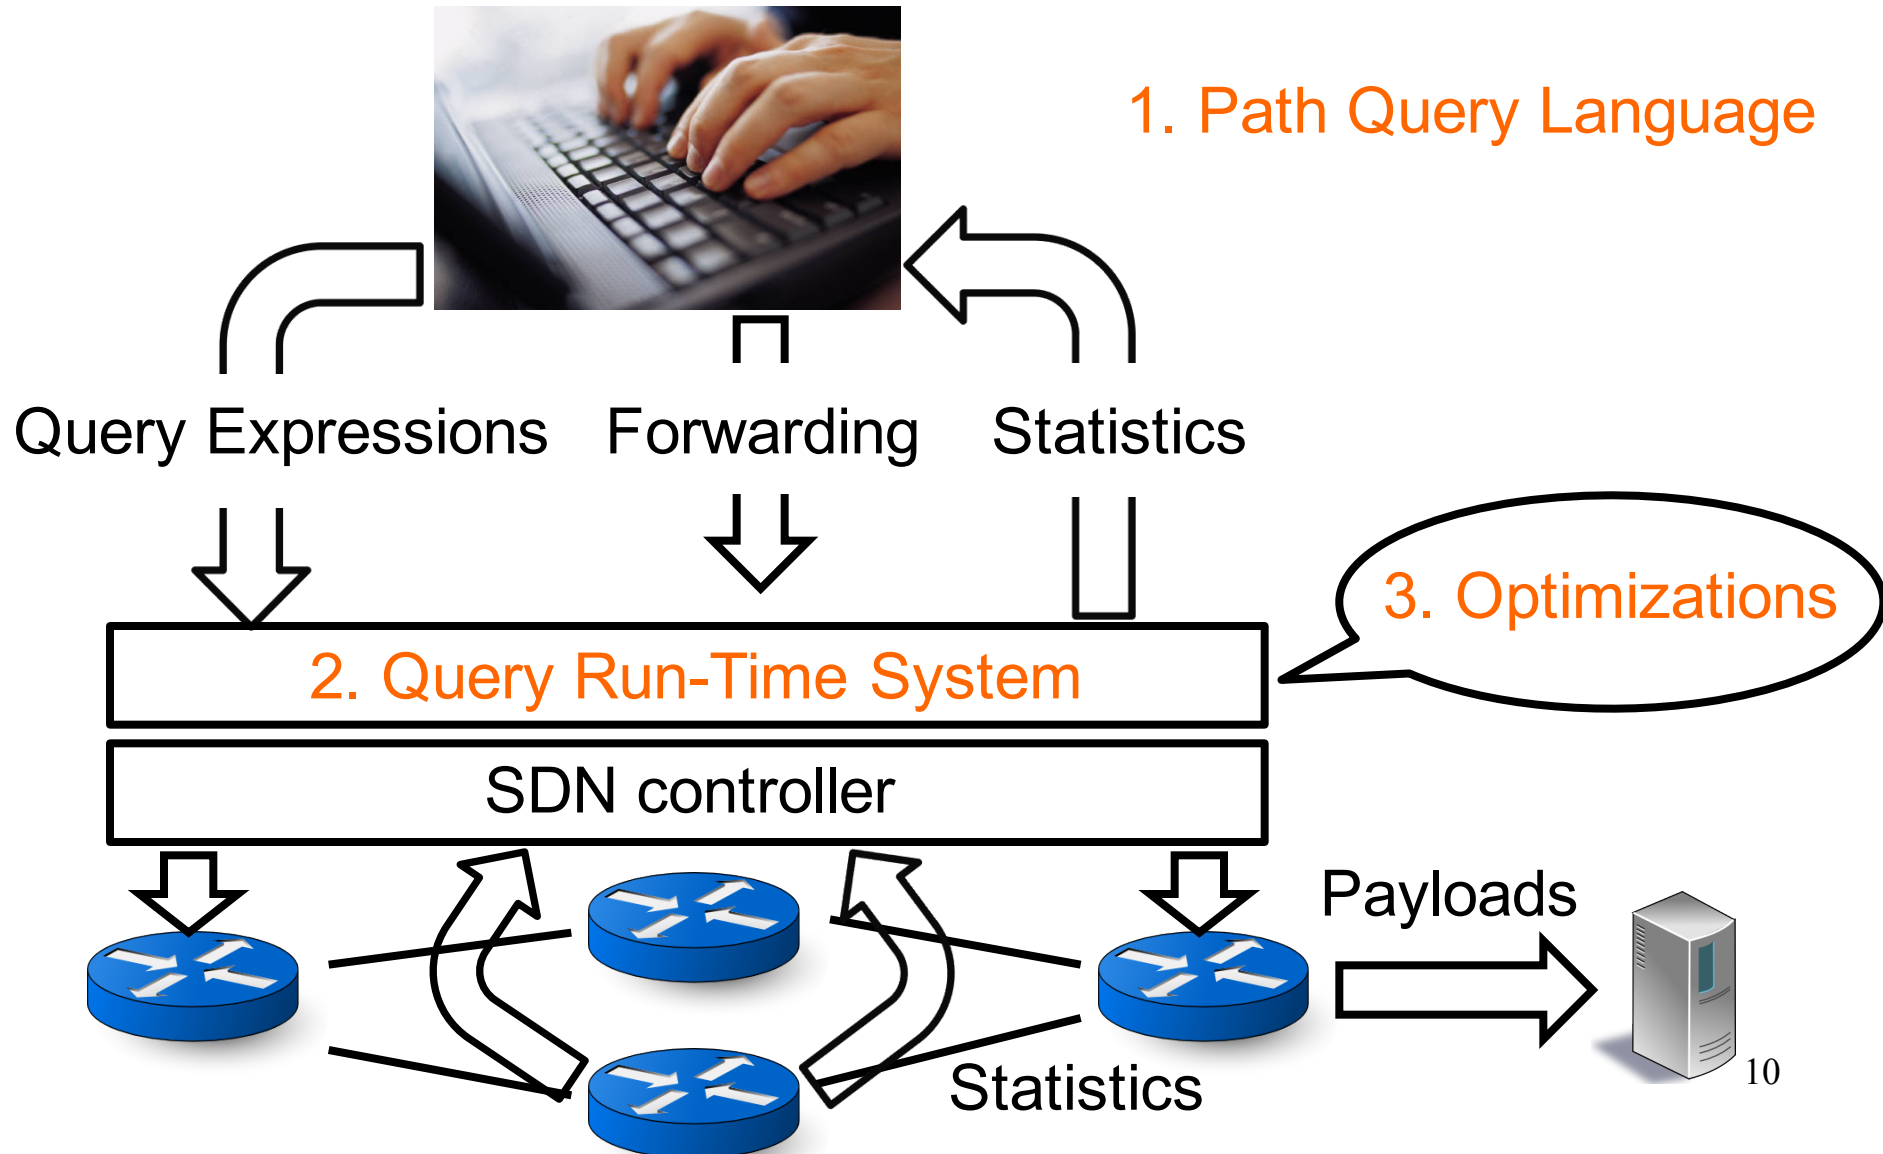 1. Path Query Language
Query Expressions
Forwarding
Statistics
3. Optimizations
2. Query Run-Time System
SDN controller
Payloads
Statistics
10